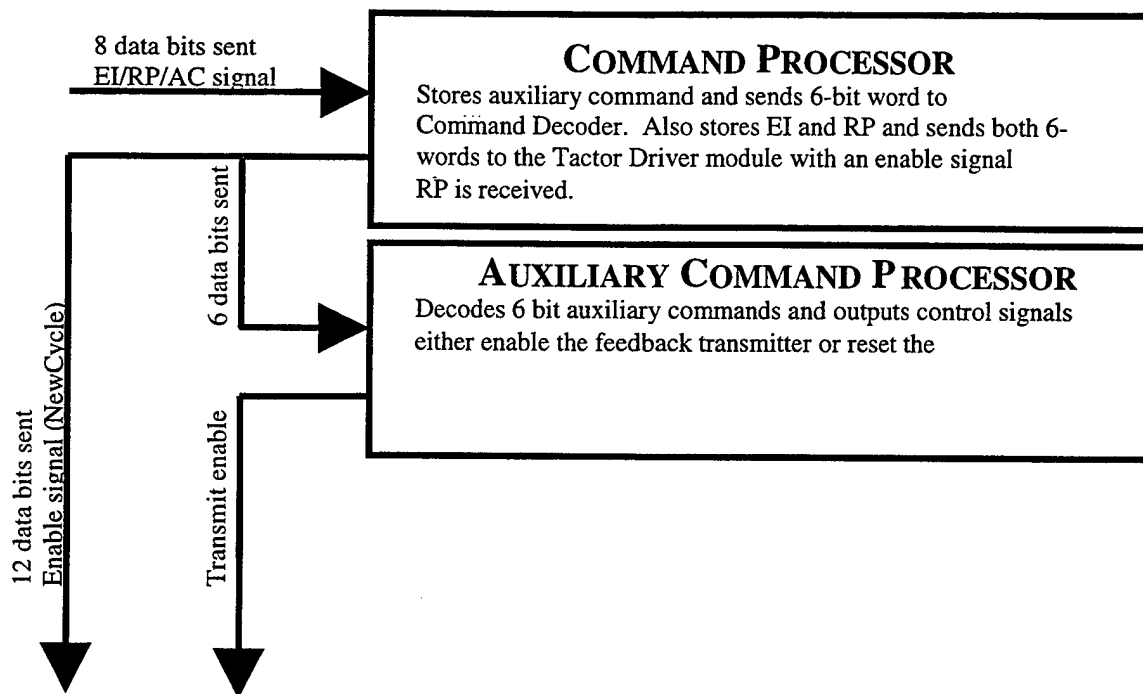 8 data bits sent
EI/RP/AC signal
COMMAND PROCESSOR
Stores auxiliary command and sends 6-bit word to
Command Decoder. Also stores EI and RP and sends both 6-
words to the Tactor Driver module with an enable signal
RP is received.
6 data bits sent
AUXILIARY COMMAND PROCESSOR
Decodes 6 bit auxiliary commands and outputs control signals
either enable the feedback transmitter or reset the
12 data bits sent
Enable signal (NewCycle)
Transmit enable